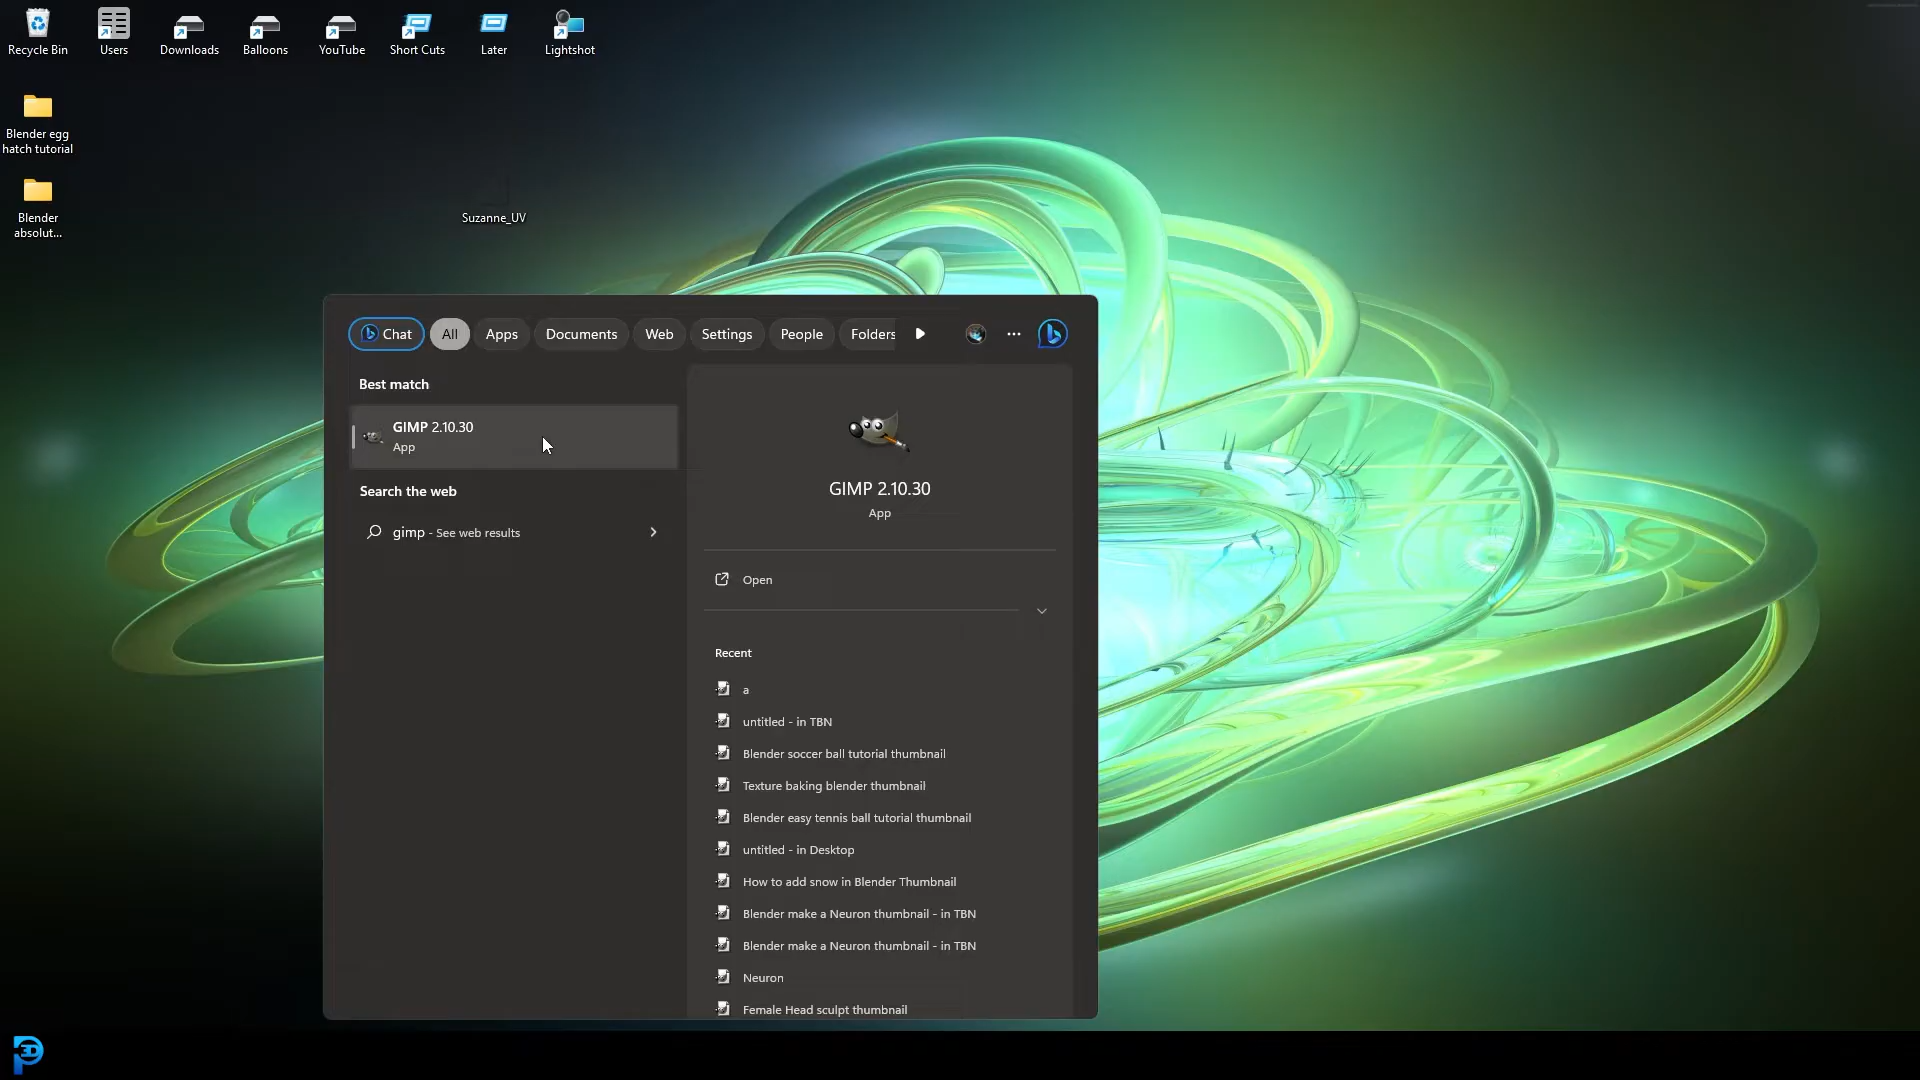 Recycle Bin
Users
Downloads
Balloons
YouTube
Short Cuts
Later
Lightshot
Blender egg
hatch tutorial
Blender
absolut...
Suzanne_UV
Chat
All
Apps
Documents
Web
Settings
People
Folders
Best match
GIMP 2.10.30
App
Search the web
gimp - See web results
GIMP 2.10.30
App
Open
Recent
a
untitled - in TBN
Blender soccer ball tutorial thumbnail
Texture baking blender thumbnail
Blender easy tennis ball tutorial thumbnail
untitled - in Desktop
How to add snow in Blender Thumbnail
Blender make a Neuron thumbnail - in TBN
Blender make a Neuron thumbnail - in TBN
Neuron
Female Head sculpt thumbnail
3D